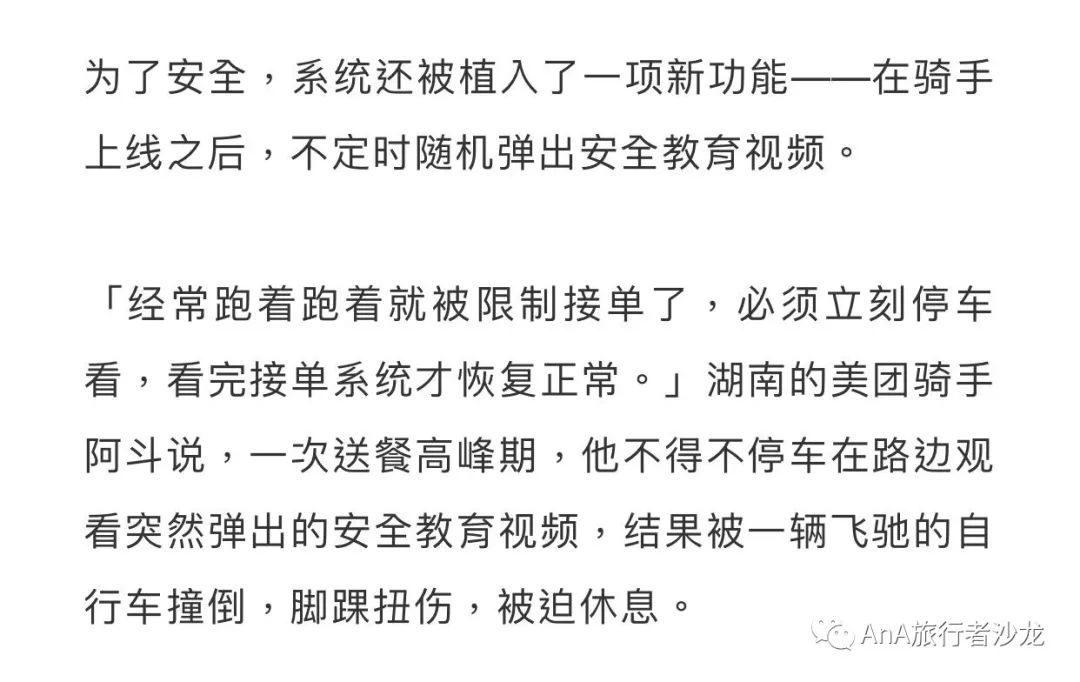 为了安全，系统还被植入了一项新功能——在骑手
上线之后，不定时随机弹出安全教育视频。
「经常跑着跑着就被限制接单了，必须立刻停车
看，看完接单系统才恢复正常。」湖南的美团骑手
阿斗说，一次送餐高峰期，他不得不停车在路边观
看突然弹出的安全教育视频，结果被一辆飞驰的自
行车撞倒，脚踝扭伤，被迫休息。
AnA旅行者沙龙